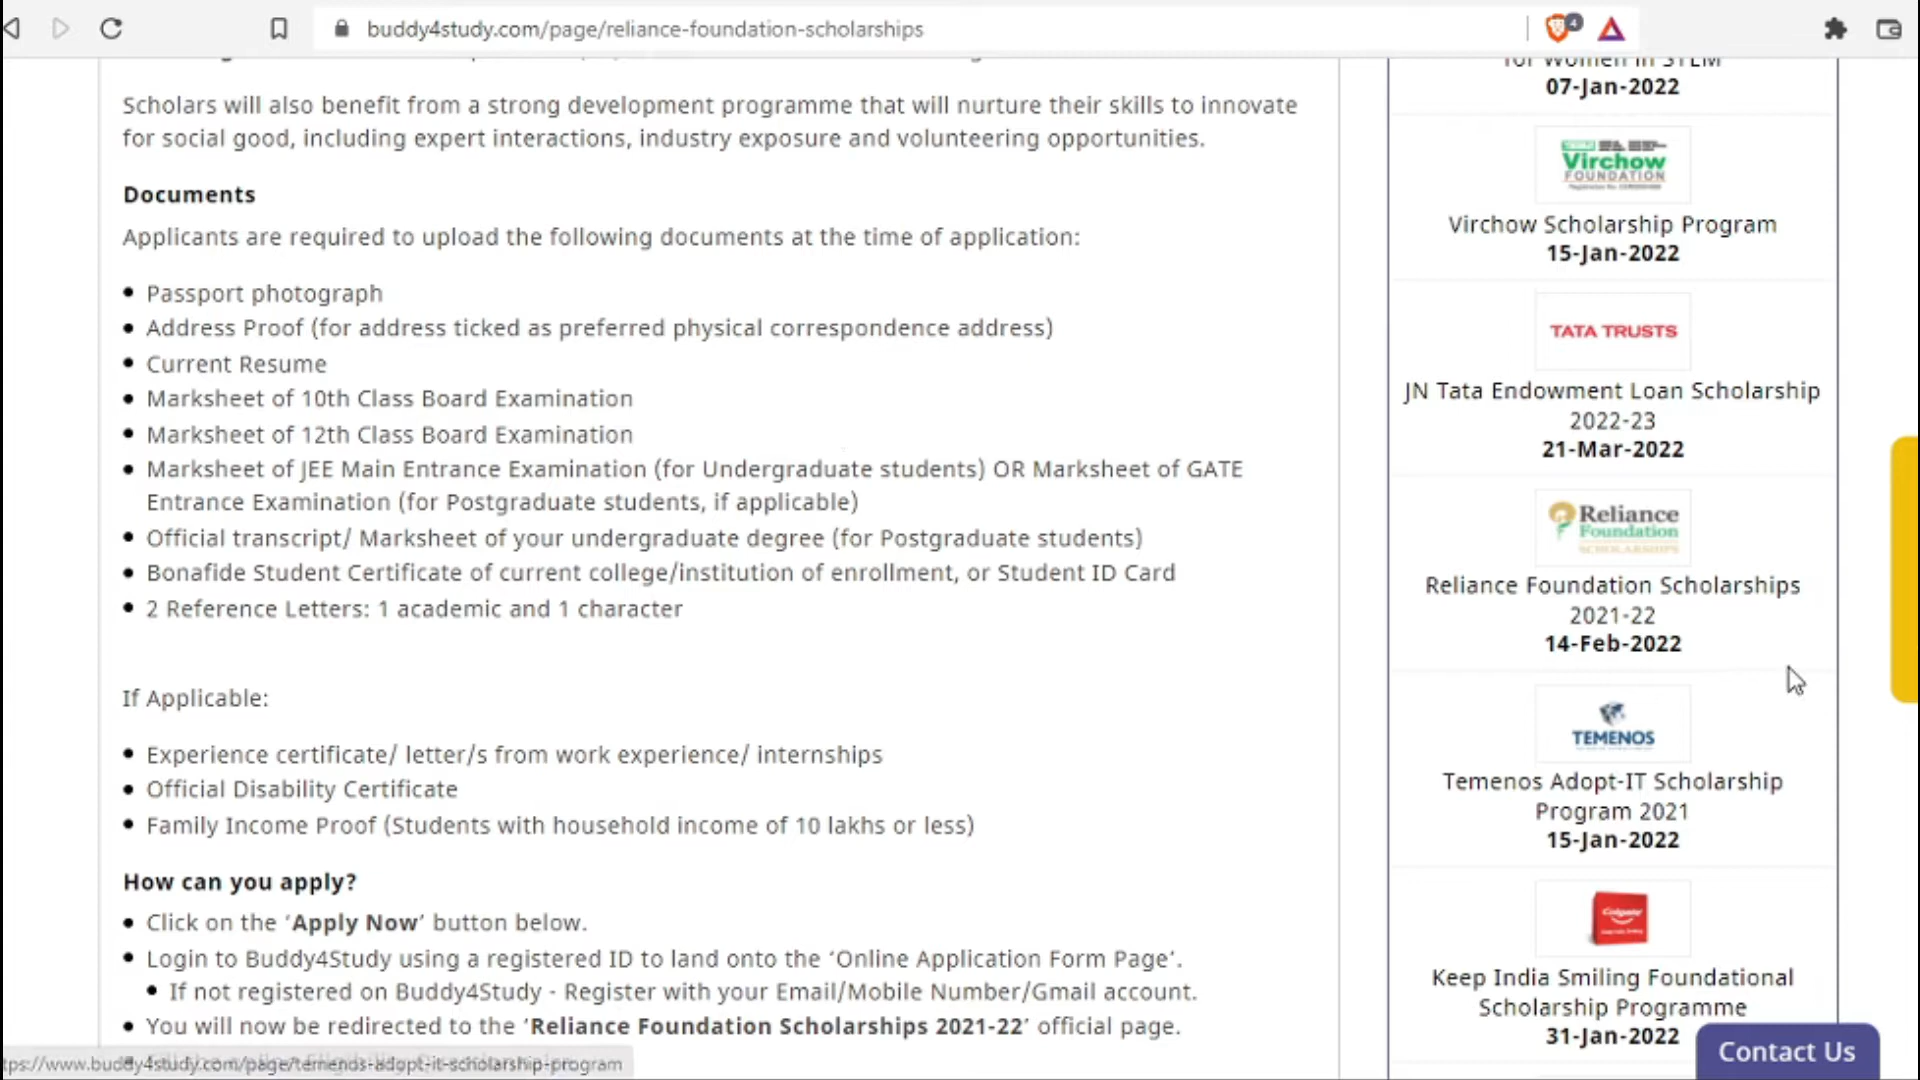 buddy4study.com/page/reliance-foundation-scholarships
4
Scholars will also benefit from a strong development programme that will nurture their skills to innovate
for social good, including expert interactions, industry exposure and volunteering opportunities.
Documents
Applicants are required to upload the following documents at the time of application:
Passport photograph
Address Proof (for address ticked as preferred physical correspondence address)
Current Resume
Marksheet of 10th Class Board Examination
Marksheet of 12th Class Board Examination
Marksheet of JEE Main Entrance Examination (for Undergraduate students) OR Marksheet of GATE
Entrance Examination (for Postgraduate students, if applicable)
Official transcript/ Marksheet of your undergraduate degree (for Postgraduate students)
Bonafide Student Certificate of current college/institution of enrollment, or Student ID Card
2 Reference Letters: 1 academic and 1 character
If Applicable:
Experience certificate/ letter/s from work experience/ internships
Official Disability Certificate
Family Income Proof (Students with household income of 10 lakhs or less)
How can you apply?
Click on the ‘Apply Now’ button below.
Login to Buddy4Study using a registered ID to land onto the ‘Online Application Form Page’.
If not registered on Buddy4Study - Register with your Email/Mobile Number/Gmail account.
You will now be redirected to the ‘Reliance Foundation Scholarships 2021-22’ official page.
tps://www.buddy4study.com/page/temenos-adopt-it-scholarship-program
for Women in STEM
07-Jan-2022
Virchow
FOUNDATION
Virchow Scholarship Program
15-Jan-2022
TATA TRUSTS
JN Tata Endowment Loan Scholarship
2022-23
21-Mar-2022
Reliance
Foundation
SCHOLARSHIPS
Reliance Foundation Scholarships
2021-22
14-Feb-2022
TEMENOS
Temenos Adopt-IT Scholarship
Program 2021
15-Jan-2022
Colgate
Keep India Smiling Foundational
Scholarship Programme
31-Jan-2022
Contact Us